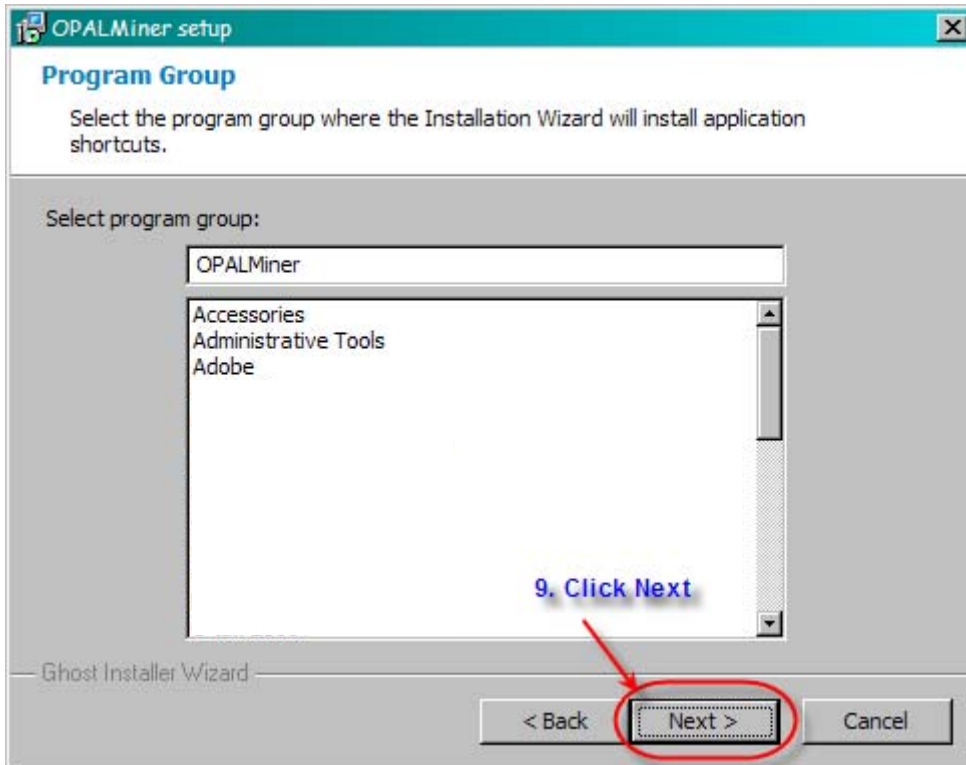 OPALMiner setup
Program Group
Select the program group where the Installation Wizard will install application
shortcuts.
Select program group:
OPALMiner
Accessories
Administrative Tools
Adobe
9. Click Next
Ghost Installer Wizard
< Back
Next >
Cancel